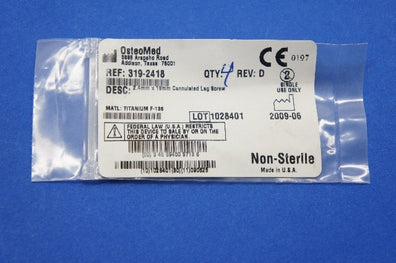 OsteoMed
3885 Arapaho Road
Addison, Texas 75001
CE 0197
REF: 319-2418
QTY: 4 REV: D
2
SINGLE USE ONLY
DESC: 2.4mm x 18mm Cannulated Lag Screw
MATL: TITANIUM F-136
LOT 1028401
2009-06
FEDERAL LAW (U.S.A.) RESTRICTS
THIS DEVICE TO SALE BY OR ON THE
ORDER OF A PHYSICIAN.
Non-Sterile
Made in U.S.A.